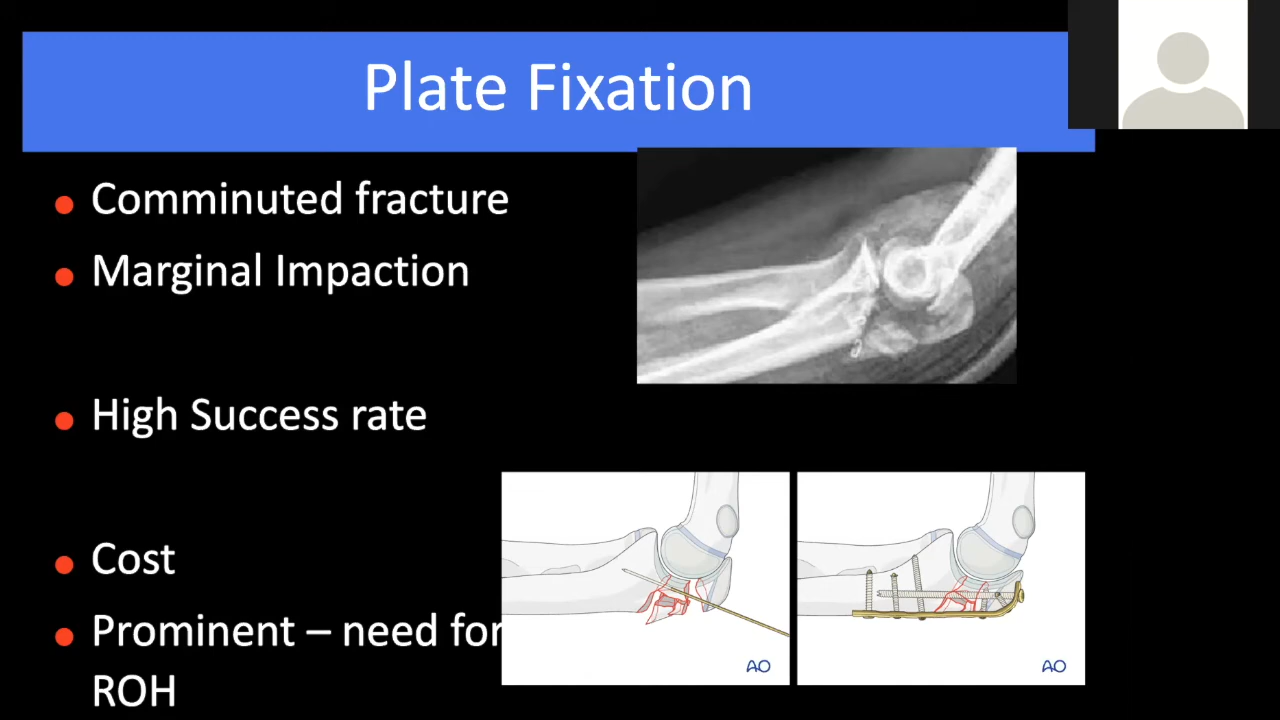 Plate Fixation
Comminuted fracture
Marginal Impaction
High Success rate
Cost
Prominent – need for
ROH
AO
AO